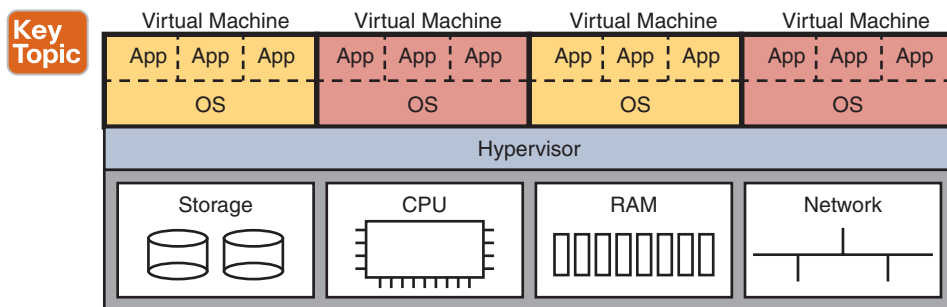 Key
Topic
Virtual Machine Virtual Machine Virtual Machine Virtual Machine
App App App App App App App App App App App App
OS OS OS OS
Hypervisor
Storage CPU RAM Network